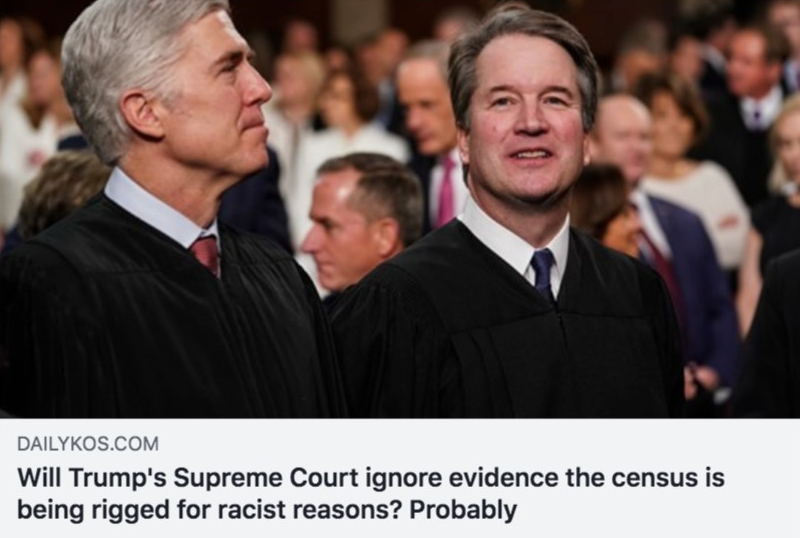 DAILYKOS.COM
Will Trump's Supreme Court ignore evidence the census is
being rigged for racist reasons? Probably